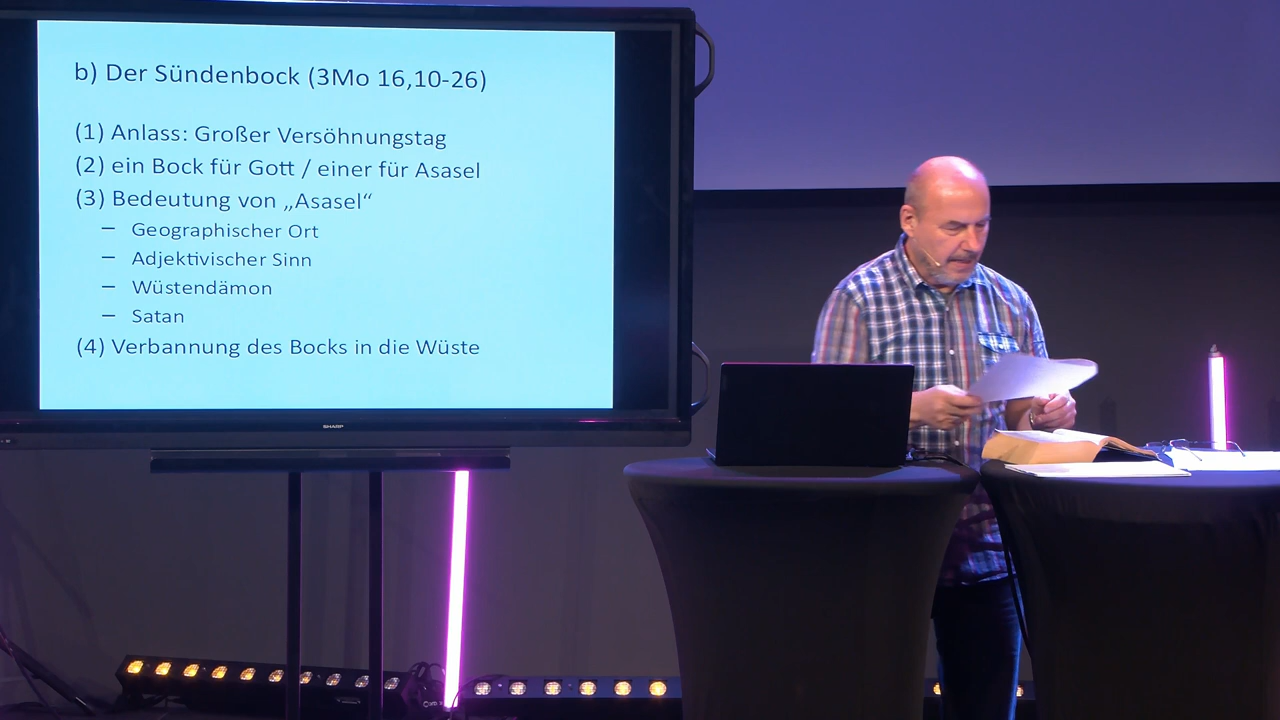 b) Der Sündenbock (3Mo 16,10-26)
(1) Anlass: Großer Versöhnungstag
(2) ein Bock für Gott / einer für Asasel
(3) Bedeutung von „Asasel“
– Geographischer Ort
– Adjektivischer Sinn
– Wüstendämon
– Satan
(4) Verbannung des Bocks in die Wüste
SHARP